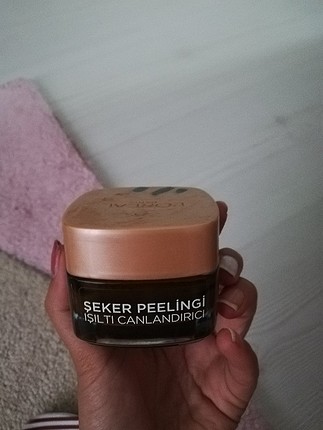 ŞEKER PEELİNGİ
IŞILTI CANLANDIRICI